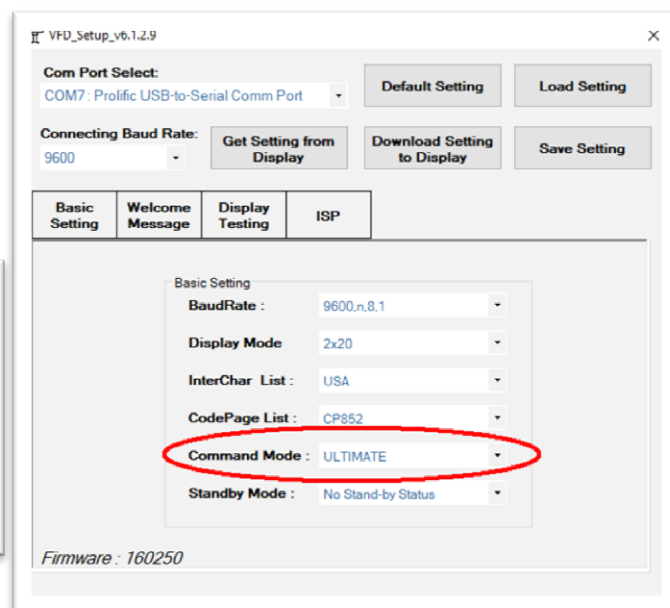 VFD_Setup_v6.1.2.9
Com Port Select:
COM7 : Prolific USB-to-Serial Comm Port
Default Setting
Load Setting
Connecting Baud Rate:
9600
Get Setting from
Display
Download Setting
to Display
Save Setting
Basic
Setting
Welcome
Message
Display
Testing
ISP
Basic Setting
BaudRate :
9600,n,8,1
Display Mode
2x20
InterChar List :
USA
CodePage List :
CP852
Command Mode :
ULTIMATE
Standby Mode :
No Stand-by Status
Firmware : 160250